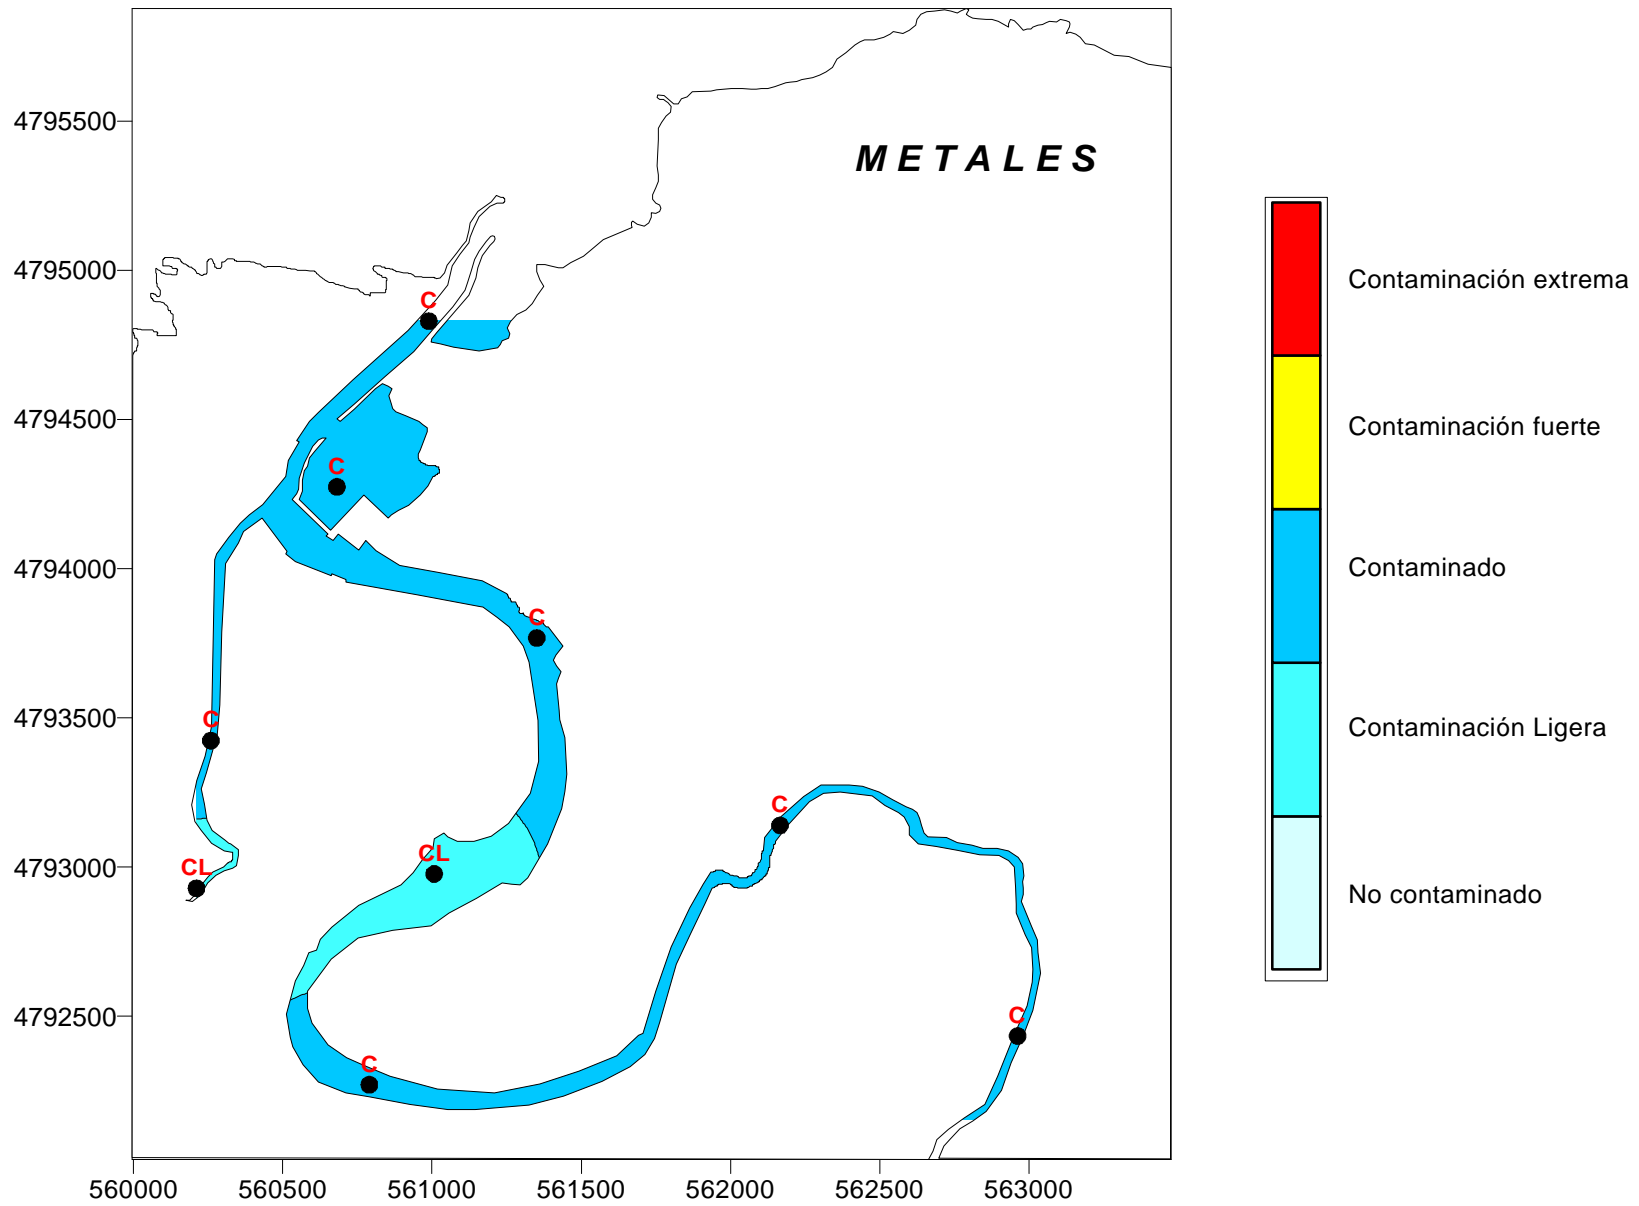 METALES
4795500
4795000
4794500
4794000
4793500
4793000
4792500
560000 560500 561000 561500 562000 562500 563000
C
C
C
C
C
CL
CL
C
C
Contaminación extrema
Contaminación fuerte
Contaminado
Contaminación Ligera
No contaminado